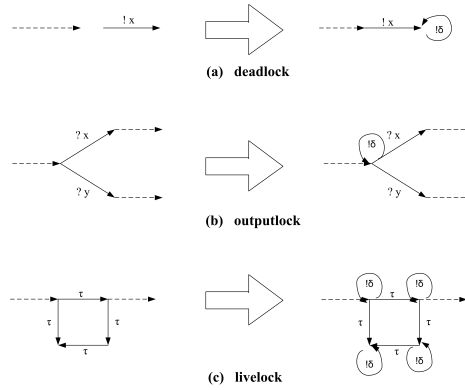 ! x
! x
!δ
(a) deadlock
? x
? y
!δ
? x
? y
(b) outputlock
τ
τ
τ
τ
!δ
!δ
τ
τ
τ
τ
!δ
!δ
(c) livelock